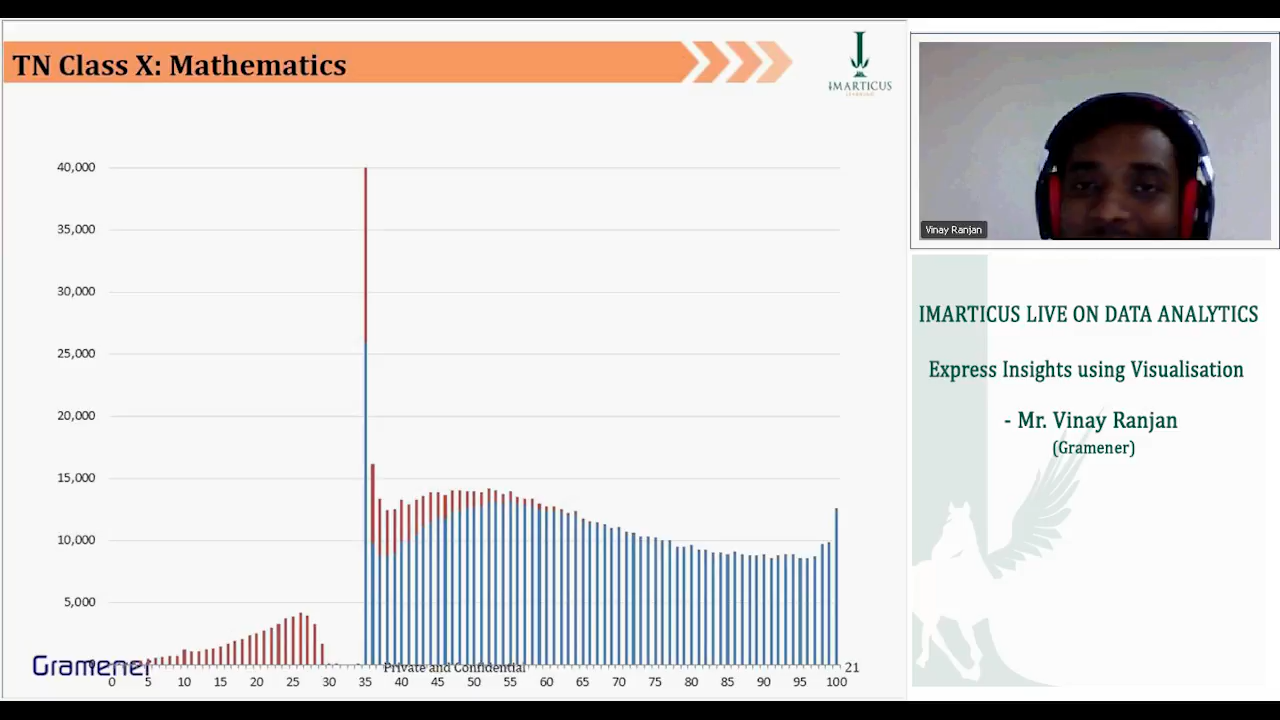 TN Class X: Mathematics
IMARTICUS
LEARNING
40,000
35,000
30,000
25,000
20,000
15,000
10,000
5,000
0
0 5 10 15 20 25 30 35 40 45 50 55 60 65 70 75 80 85 90 95 100
Gramener
Private and Confidential
21
Vinay Ranjan
IMARTICUS LIVE ON DATA ANALYTICS
Express Insights using Visualisation
- Mr. Vinay Ranjan
(Gramener)